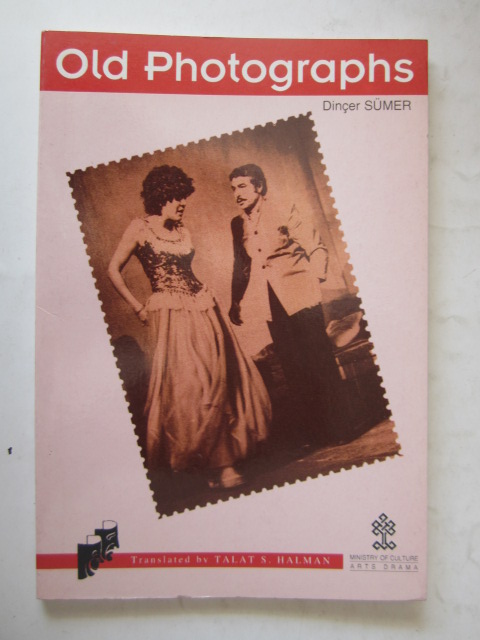 Old Photographs
Dinçer SÜMER
Translated by TALAT S. HALMAN
MINISTRY OF CULTURE
ARTS DRAMA